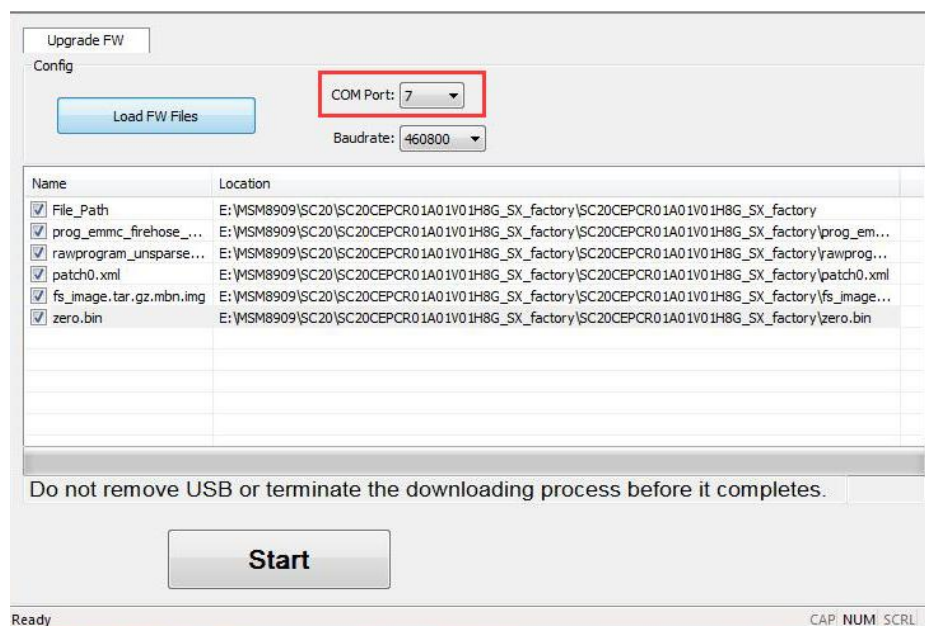 Upgrade FW
Config
Load FW Files
COM Port: 7
Baudrate: 460800
Name Location
File_Path E:\MSM8909\SC20\SC20CEPCR01A01V01H8G_SX_factory\SC20CEPCR01A01V01H8G_SX_factory
prog_emmc_firehose_... E:\MSM8909\SC20\SC20CEPCR01A01V01H8G_SX_factory\SC20CEPCR01A01V01H8G_SX_factory\prog_em...
rawprogram_unsparse... E:\MSM8909\SC20\SC20CEPCR01A01V01H8G_SX_factory\SC20CEPCR01A01V01H8G_SX_factory\rawprog...
patch0.xml E:\MSM8909\SC20\SC20CEPCR01A01V01H8G_SX_factory\SC20CEPCR01A01V01H8G_SX_factory\patch0.xml
fs_image.tar.gz.mbn.img E:\MSM8909\SC20\SC20CEPCR01A01V01H8G_SX_factory\SC20CEPCR01A01V01H8G_SX_factory\fs_image...
zero.bin E:\MSM8909\SC20\SC20CEPCR01A01V01H8G_SX_factory\SC20CEPCR01A01V01H8G_SX_factory\zero.bin
Do not remove USB or terminate the downloading process before it completes.
Start
Ready CAP NUM SCRL